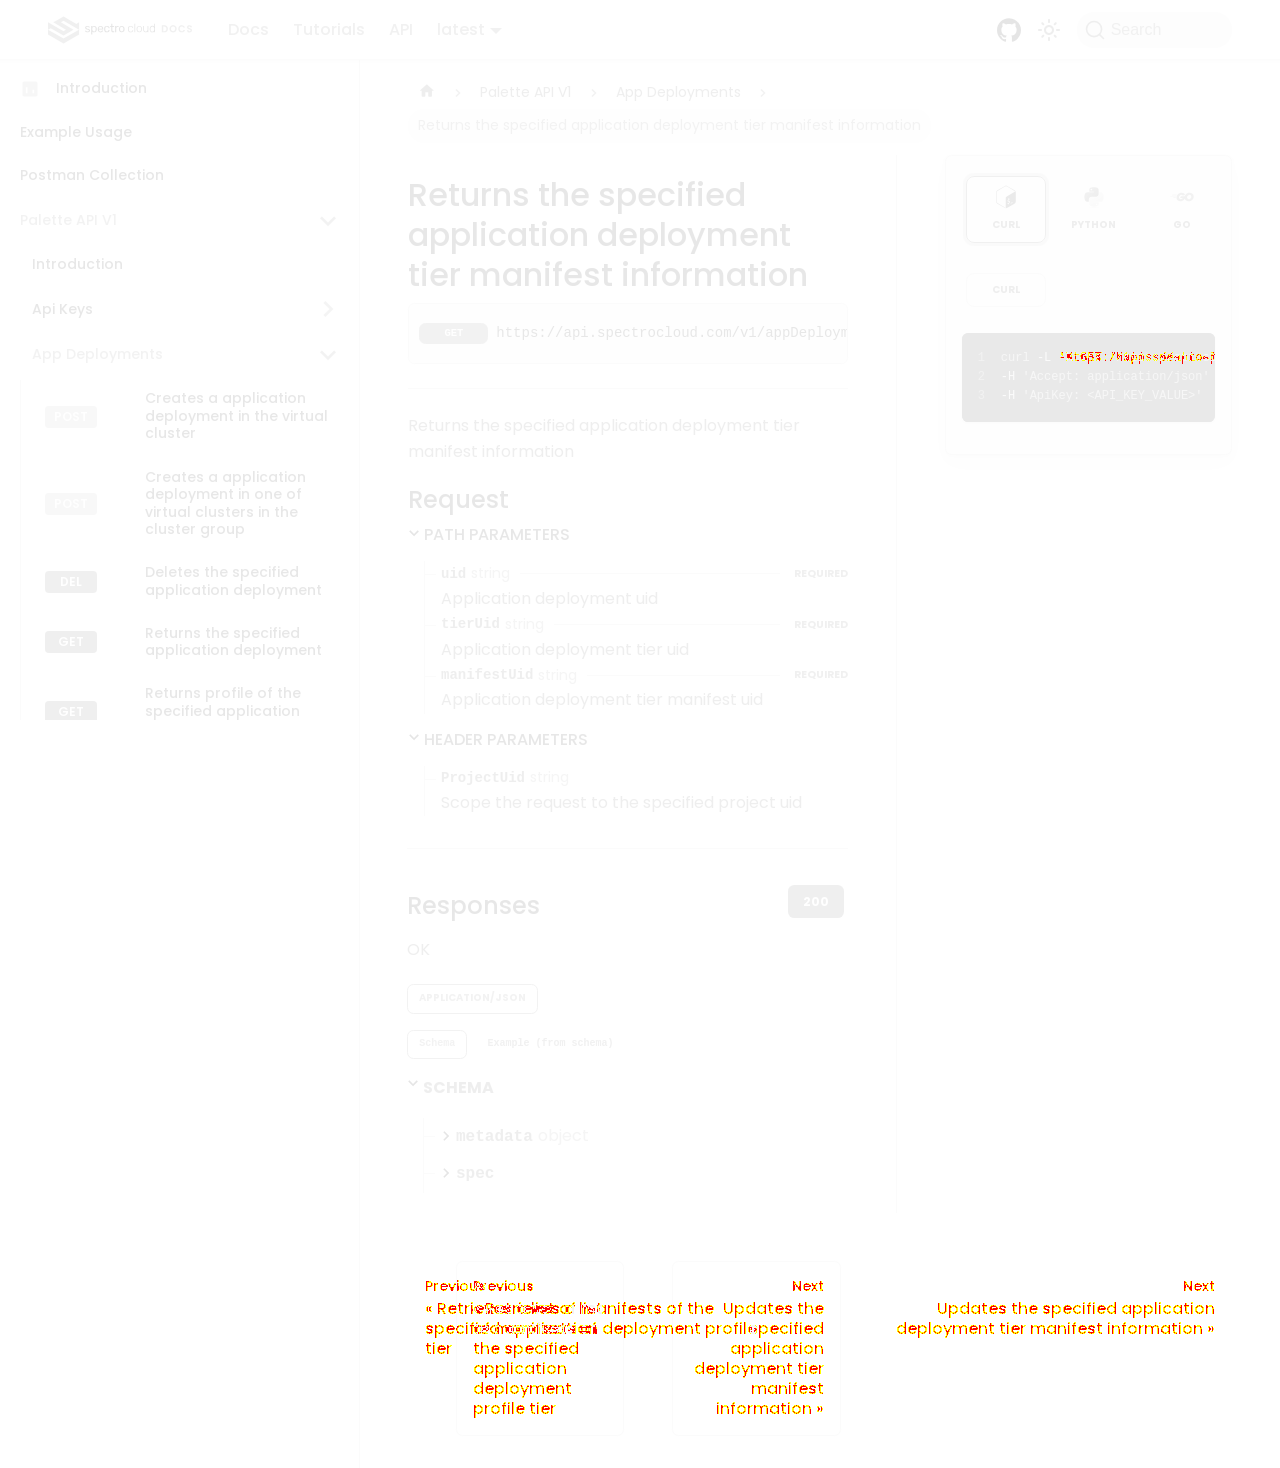 spectro cloud DOCS Docs Tutorials API latest Search
Introduction
Example Usage
Postman Collection
Palette API V1
Introduction
Api Keys
App Deployments
POST Creates a application
deployment in the virtual
cluster
POST Creates a application
deployment in one of
virtual clusters in the
cluster group
DEL Deletes the specified
application deployment
GET Returns the specified
application deployment
GET Returns profile of the
specified application
Palette API V1 App Deployments
Returns the specified application deployment tier manifest information
Returns the specified
application deployment
tier manifest information
GET https://api.spectrocloud.com/v1/appDeploym
Returns the specified application deployment tier
manifest information
Request
PATH PARAMETERS
uid string REQUIRED
Application deployment uid
tierUid string REQUIRED
Application deployment tier uid
manifestUid string REQUIRED
Application deployment tier manifest uid
HEADER PARAMETERS
ProjectUid string
Scope the request to the specified project uid
Responses 200
OK
APPLICATION/JSON
Schema Example (from schema)
SCHEMA
metadata object
spec
CURL PYTHON GO
CURL
1 curl -L
2 -H 'Accept: application/json'
3 -H 'ApiKey: <API_KEY_VALUE>'
Previous
the specified
application
deployment
profile tier
Next
Updates the
specified
application
deployment tier
manifest
information »
Next
Updates the specified application
deployment tier manifest information »